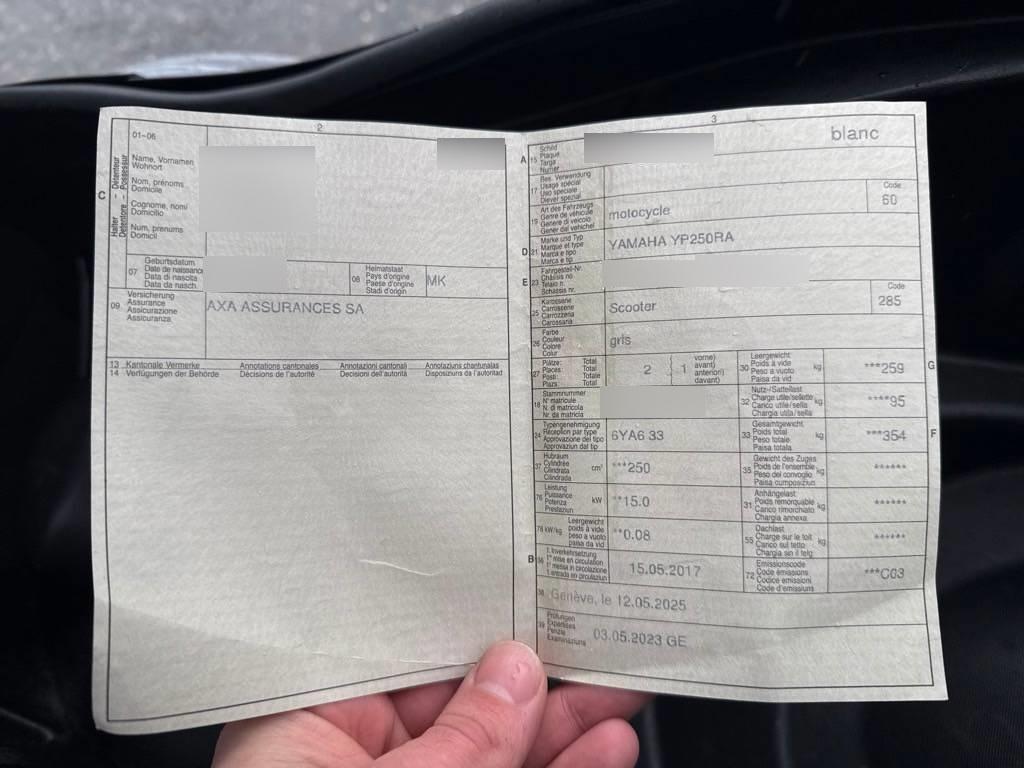 2
01–06
Halter – Détenteur
Detentore – Possessur
C
Name, Vornamen
Wohnort
Nom, prénoms
Domicile
Cognome, nomi
Domicilio
Num, prenums
Domicil
07
Geburtsdatum
Date de naissance
Data di nascita
Data da nasch.
08
Heimatstaat
Pays d'origine
Paese d'origine
Stadi d'origin
MK
09
Versicherung
Assurance
Assicurazione
Assicuranza
AXA ASSURANCES SA
13 Kantonale Vermerke Annotations cantonales Annotazioni cantonali Annotaziuns chantunalas
14 Verfügungen der Behörde Décisions de l'autorité Decisioni dell'autorità Disposiziuns da l'autoritad
3
blanc
A 15
Schild
Plaque
Targa
Numer
17
Bes. Verwendung
Usage spécial
Uso speciale
Diever spezial
19
Art des Fahrzeugs
Genre de véhicule
Genere di veicolo
Gener dal vehichel
motocycle
Code
60
D 21
Marke und Typ
Marque et type
Marca e tipo
Marca e tip
YAMAHA YP250RA
E 23
Fahrgestell-Nr.
Châssis no
Telaio n.
Schassis nr.
25
Karosserie
Carrosserie
Carrozzeria
Carossaria
Scooter
Code
285
26
Farbe
Couleur
Colore
Colur
gris
27
Plätze: Total
Places: Total
Posti: Totale
Plazs: Total
2
1
vorne)
avant)
anteriori)
davant)
30
Leergewicht
Poids à vide
Peso a vuoto
Paisa da vid
kg
***259
G
18
Stammnummer
N° matricule
N. di matricola
Nr. da matricla
32
Nutz-/Sattellast
Charge utile/sellette
Carico utile/sella
Chargia utila/sella
kg
****95
24
Typengenehmigung
Réception par type
Approvazione del tipo
Approvaziun dal tip
6YA6 33
33
Gesamtgewicht
Poids total
Peso totale
Paisa totala
kg
***354
F
37
Hubraum
Cylindrée
Cilindrata
Cilindrada
cm³
***250
35
Gewicht des Zuges
Poids de l'ensemble
Peso del convoglio
Paisa cumposiziun
kg
******
76
Leistung
Puissance
Potenza
Prestaziun
kW
**15.0
31
Anhängelast
Poids remorquable
Carico rimorchiato
Chargia annexa
kg
******
78 kW/kg
Leergewicht
poids à vide
peso a vuoto
paisa da vid
**0.08
55
Dachlast
Charge sur le toit
Carico sul tetto
Chargia sin il tetg
kg
******
B 36
1. Inverkehrsetzung
1re mise en circulation
1a messa in circolazione
1. entrada en circulaziun
15.05.2017
72
Emissionscode
Code émissions
Codice emissioni
Code d'emissiuns
***C03
38
Genève, le 12.05.2025
39
Prüfungen
Expertises
Perizie
Examinaziuns
03.05.2023 GE